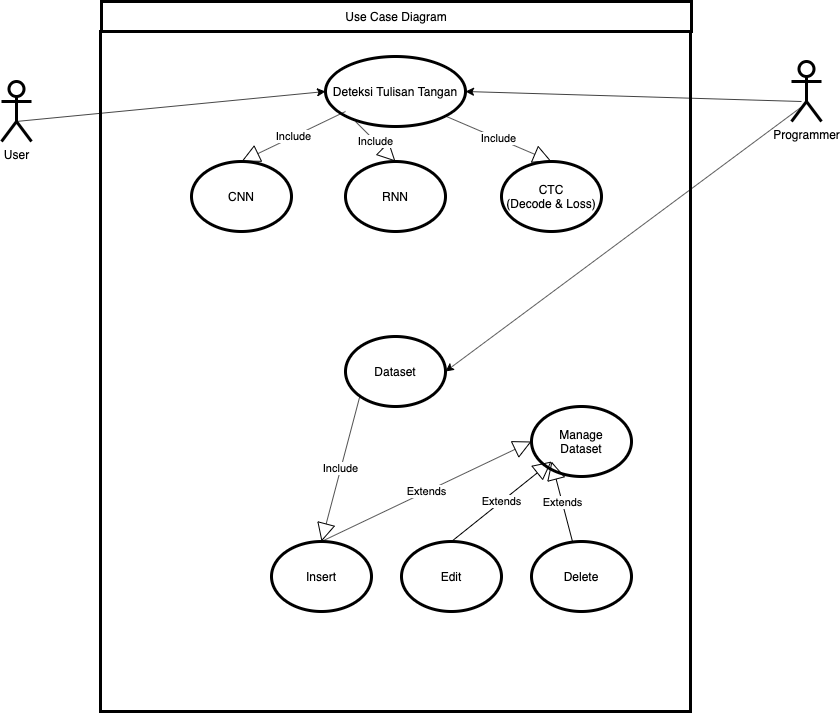 Use Case Diagram
Deteksi Tulisan Tangan
User
Programmer
Include
Include
Include
CNN
RNN
CTC
(Decode & Loss)
Dataset
Manage
Dataset
Include
Extends
Extends
Extends
Insert
Edit
Delete